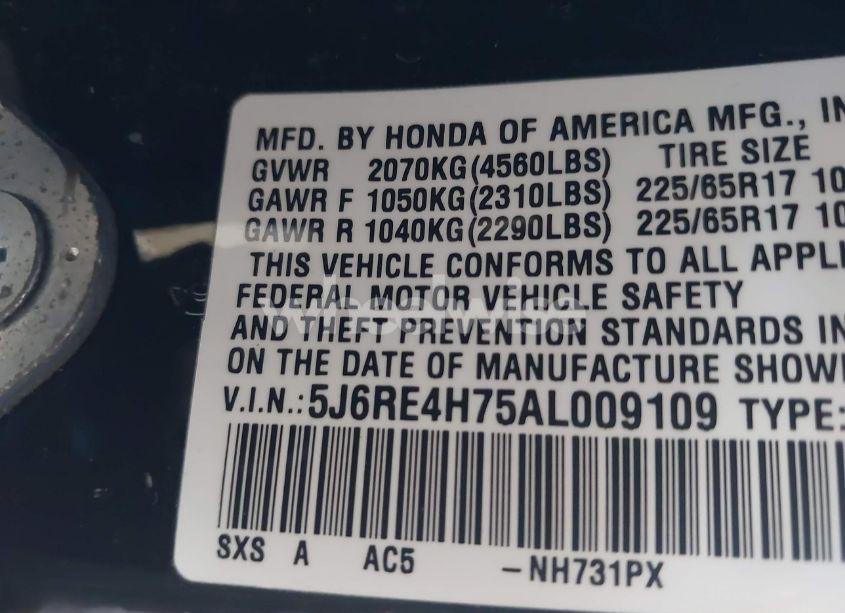 MFD. BY HONDA OF AMERICA MFG., IN
GVWR 2070KG(4560LBS) TIRE SIZE
GAWR F 1050KG(2310LBS) 225/65R17 10
GAWR R 1040KG(2290LBS) 225/65R17 10
THIS VEHICLE CONFORMS TO ALL APPLI
FEDERAL MOTOR VEHICLE SAFETY
AND THEFT PREVENTION STANDARDS IN
ON THE DATE OF MANUFACTURE SHOWN
V.I.N.:5J6RE4H75AL009109 TYPE:
SXS A AC5 -NH731PX
wheelwise